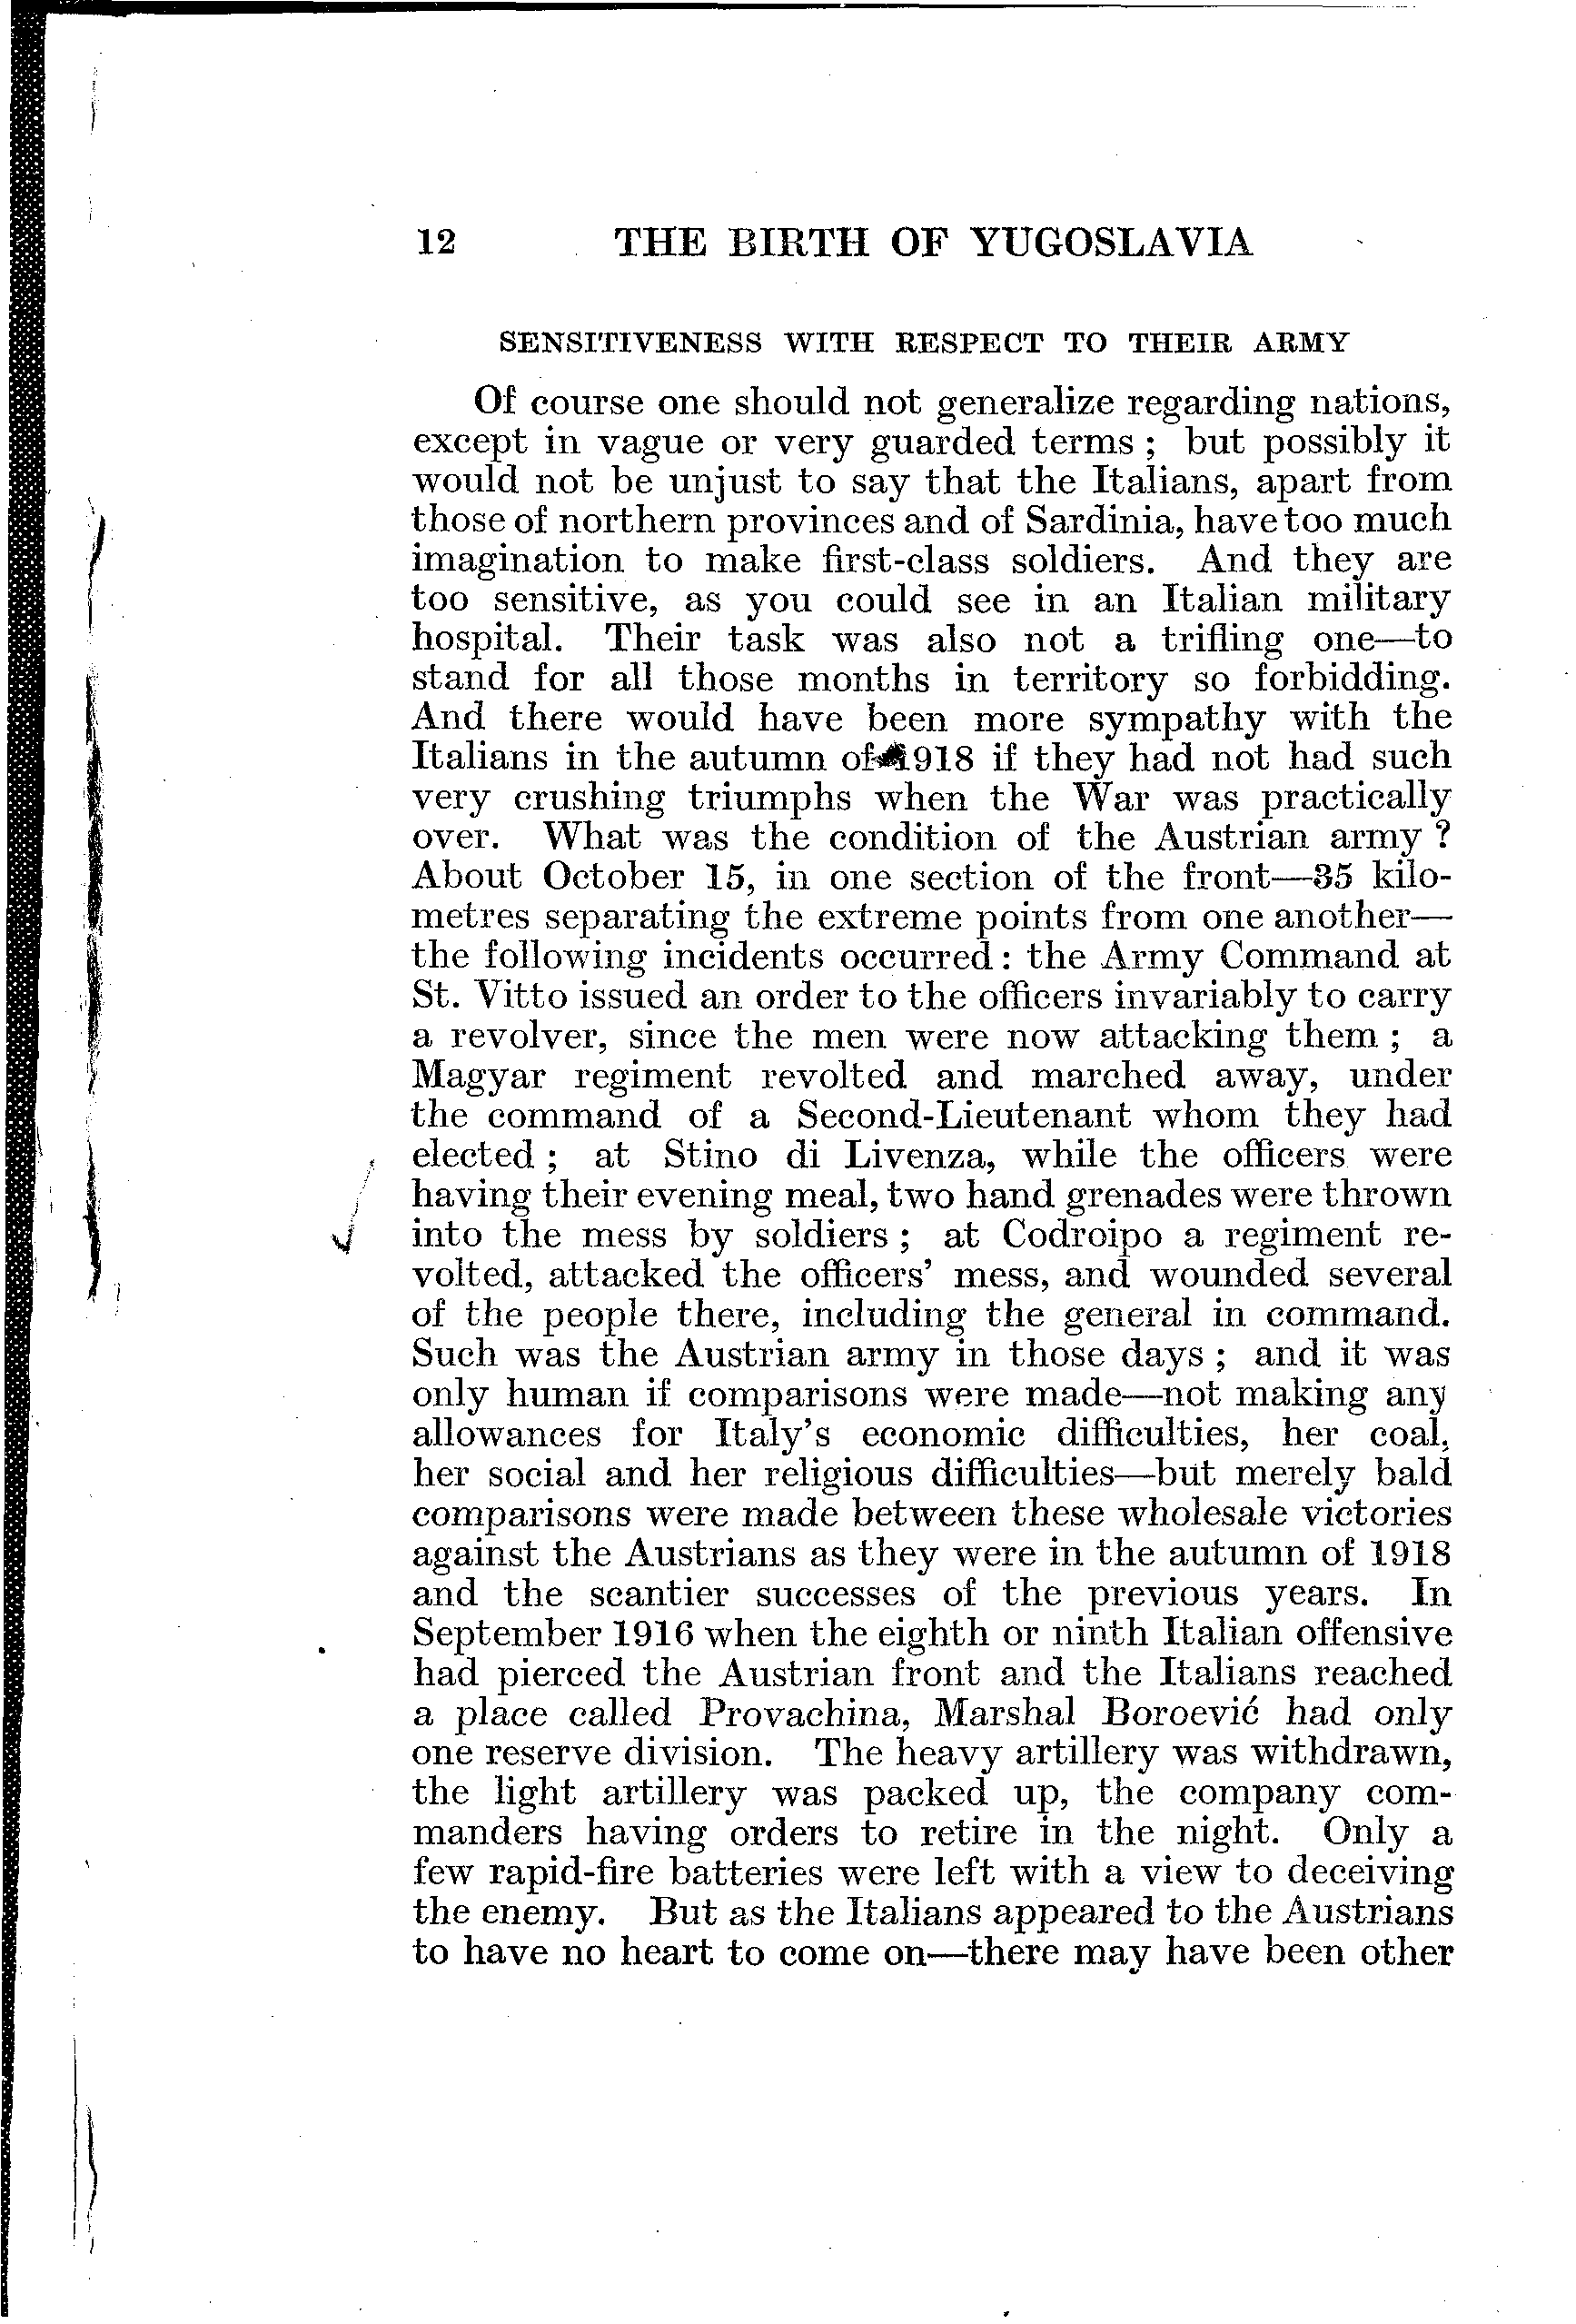 12 THE BIRTH OF YUGOSLAVIA
SENSITIVENESS WITH RESPECT TO THEIR ARMY
Of course one should not generalize regarding nations,
except in vague or very guarded terms ; but possibly it
would not be unjust to say that the Italians, apart from
those of northern provinces and of Sardinia, have too much
imagination to make first-class soldiers. And they are
too sensitive, as you could see in an Italian military
hospital. Their task was also not a trifling one—to
stand for all those months in territory so forbidding.
And there would have been more sympathy with the
Italians in the autumn of 1918 if they had not had such
very crushing triumphs when the War was practically
over. What was the condition of the Austrian army ?
About October 15, in one section of the front—35 kilo-
metres separating the extreme points from one another—
the following incidents occurred : the Army Command at
St. Vitto issued an order to the officers invariably to carry
a revolver, since the men were now attacking them ; a
Magyar regiment revolted and marched away, under
the command of a Second-Lieutenant whom they had
elected ; at Stino di Livenza, while the officers were
having their evening meal, two hand grenades were thrown
into the mess by soldiers ; at Codroipo a regiment re-
volted, attacked the officers' mess, and wounded several
of the people there, including the general in command.
Such was the Austrian army in those days ; and it was
only human if comparisons were made—not making any
allowances for Italy's economic difficulties, her coal,
her social and her religious difficulties—but merely bald
comparisons were made between these wholesale victories
against the Austrians as they were in the autumn of 1918
and the scantier successes of the previous years. In
September 1916 when the eighth or ninth Italian offensive
had pierced the Austrian front and the Italians reached
a place called Provachina, Marshal Boroević had only
one reserve division. The heavy artillery was withdrawn,
the light artillery was packed up, the company com-
manders having orders to retire in the night. Only a
few rapid-fire batteries were left with a view to deceiving
the enemy. But as the Italians appeared to the Austrians
to have no heart to come on—there may have been other